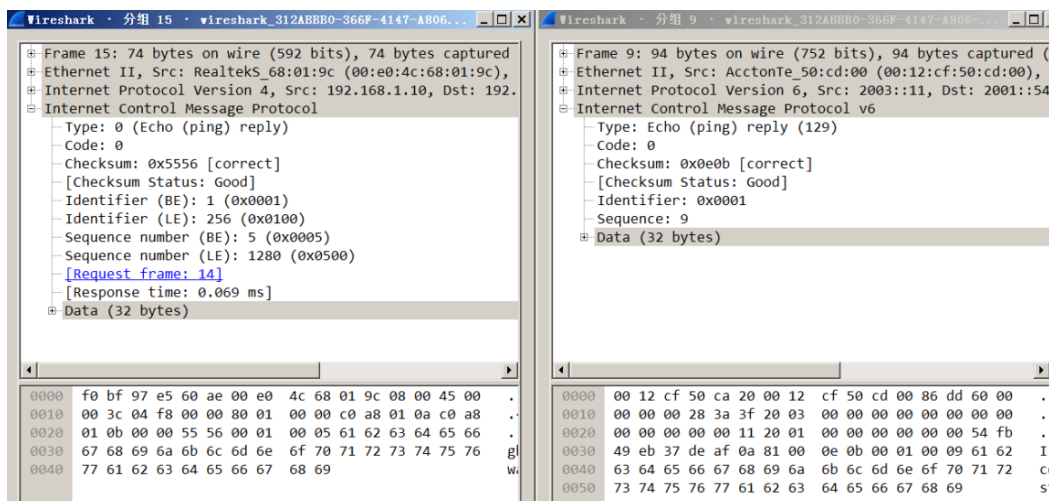 Wireshark · 分组 15 · wireshark_312ABBB0-366F-4147-A806...
Frame 15: 74 bytes on wire (592 bits), 74 bytes captured
Ethernet II, Src: RealtekS_68:01:9c (00:e0:4c:68:01:9c),
Internet Protocol Version 4, Src: 192.168.1.10, Dst: 192.
Internet Control Message Protocol
Type: 0 (Echo (ping) reply)
Code: 0
Checksum: 0x5556 [correct]
[Checksum Status: Good]
Identifier (BE): 1 (0x0001)
Identifier (LE): 256 (0x0100)
Sequence number (BE): 5 (0x0005)
Sequence number (LE): 1280 (0x0500)
[Request frame: 14]
[Response time: 0.069 ms]
Data (32 bytes)
0000 f0 bf 97 e5 60 ae 00 e0 4c 68 01 9c 08 00 45 00 .
0010 00 3c 04 f8 00 00 80 01 00 00 c0 a8 01 0a c0 a8 .
0020 01 0b 00 00 55 56 00 01 00 05 61 62 63 64 65 66 .
0030 67 68 69 6a 6b 6c 6d 6e 6f 70 71 72 73 74 75 76 g
0040 77 61 62 63 64 65 66 67 68 69 w
Wireshark · 分组 9 · wireshark_312ABBB0-366F-4147-A806-...
Frame 9: 94 bytes on wire (752 bits), 94 bytes captured (
Ethernet II, Src: AcctonTe_50:cd:00 (00:12:cf:50:cd:00),
Internet Protocol Version 6, Src: 2003::11, Dst: 2001::54
Internet Control Message Protocol v6
Type: Echo (ping) reply (129)
Code: 0
Checksum: 0x0e0b [correct]
[Checksum Status: Good]
Identifier: 0x0001
Sequence: 9
Data (32 bytes)
0000 00 12 cf 50 ca 20 00 12 cf 50 cd 00 86 dd 60 00 .
0010 00 00 00 28 3a 3f 20 03 00 00 00 00 00 00 00 00 .
0020 00 00 00 00 00 11 20 01 00 00 00 00 00 00 54 fb .
0030 49 eb 37 de af 0a 81 00 0e 0b 00 01 00 09 61 62 I
0040 63 64 65 66 67 68 69 6a 6b 6c 6d 6e 6f 70 71 72 c
0050 73 74 75 76 77 61 62 63 64 65 66 67 68 69 s